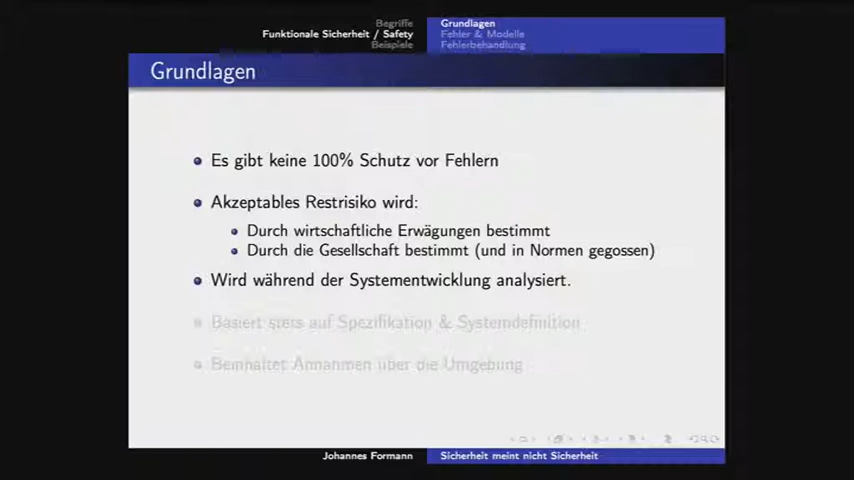 Begriffe
Funktionale Sicherheit / Safety
Beispiele
Grundlagen
Fehler & Modelle
Fehlerbehandlung
Grundlagen
Es gibt keine 100% Schutz vor Fehlern
Akzeptables Restrisiko wird:
Durch wirtschaftliche Erwägungen bestimmt
Durch die Gesellschaft bestimmt (und in Normen gegossen)
Wird während der Systementwicklung analysiert.
Basiert stets auf Spezifikation & Systemdefinition
Beinhaltet Annahmen über die Umgebung
Johannes Formann
Sicherheit meint nicht Sicherheit